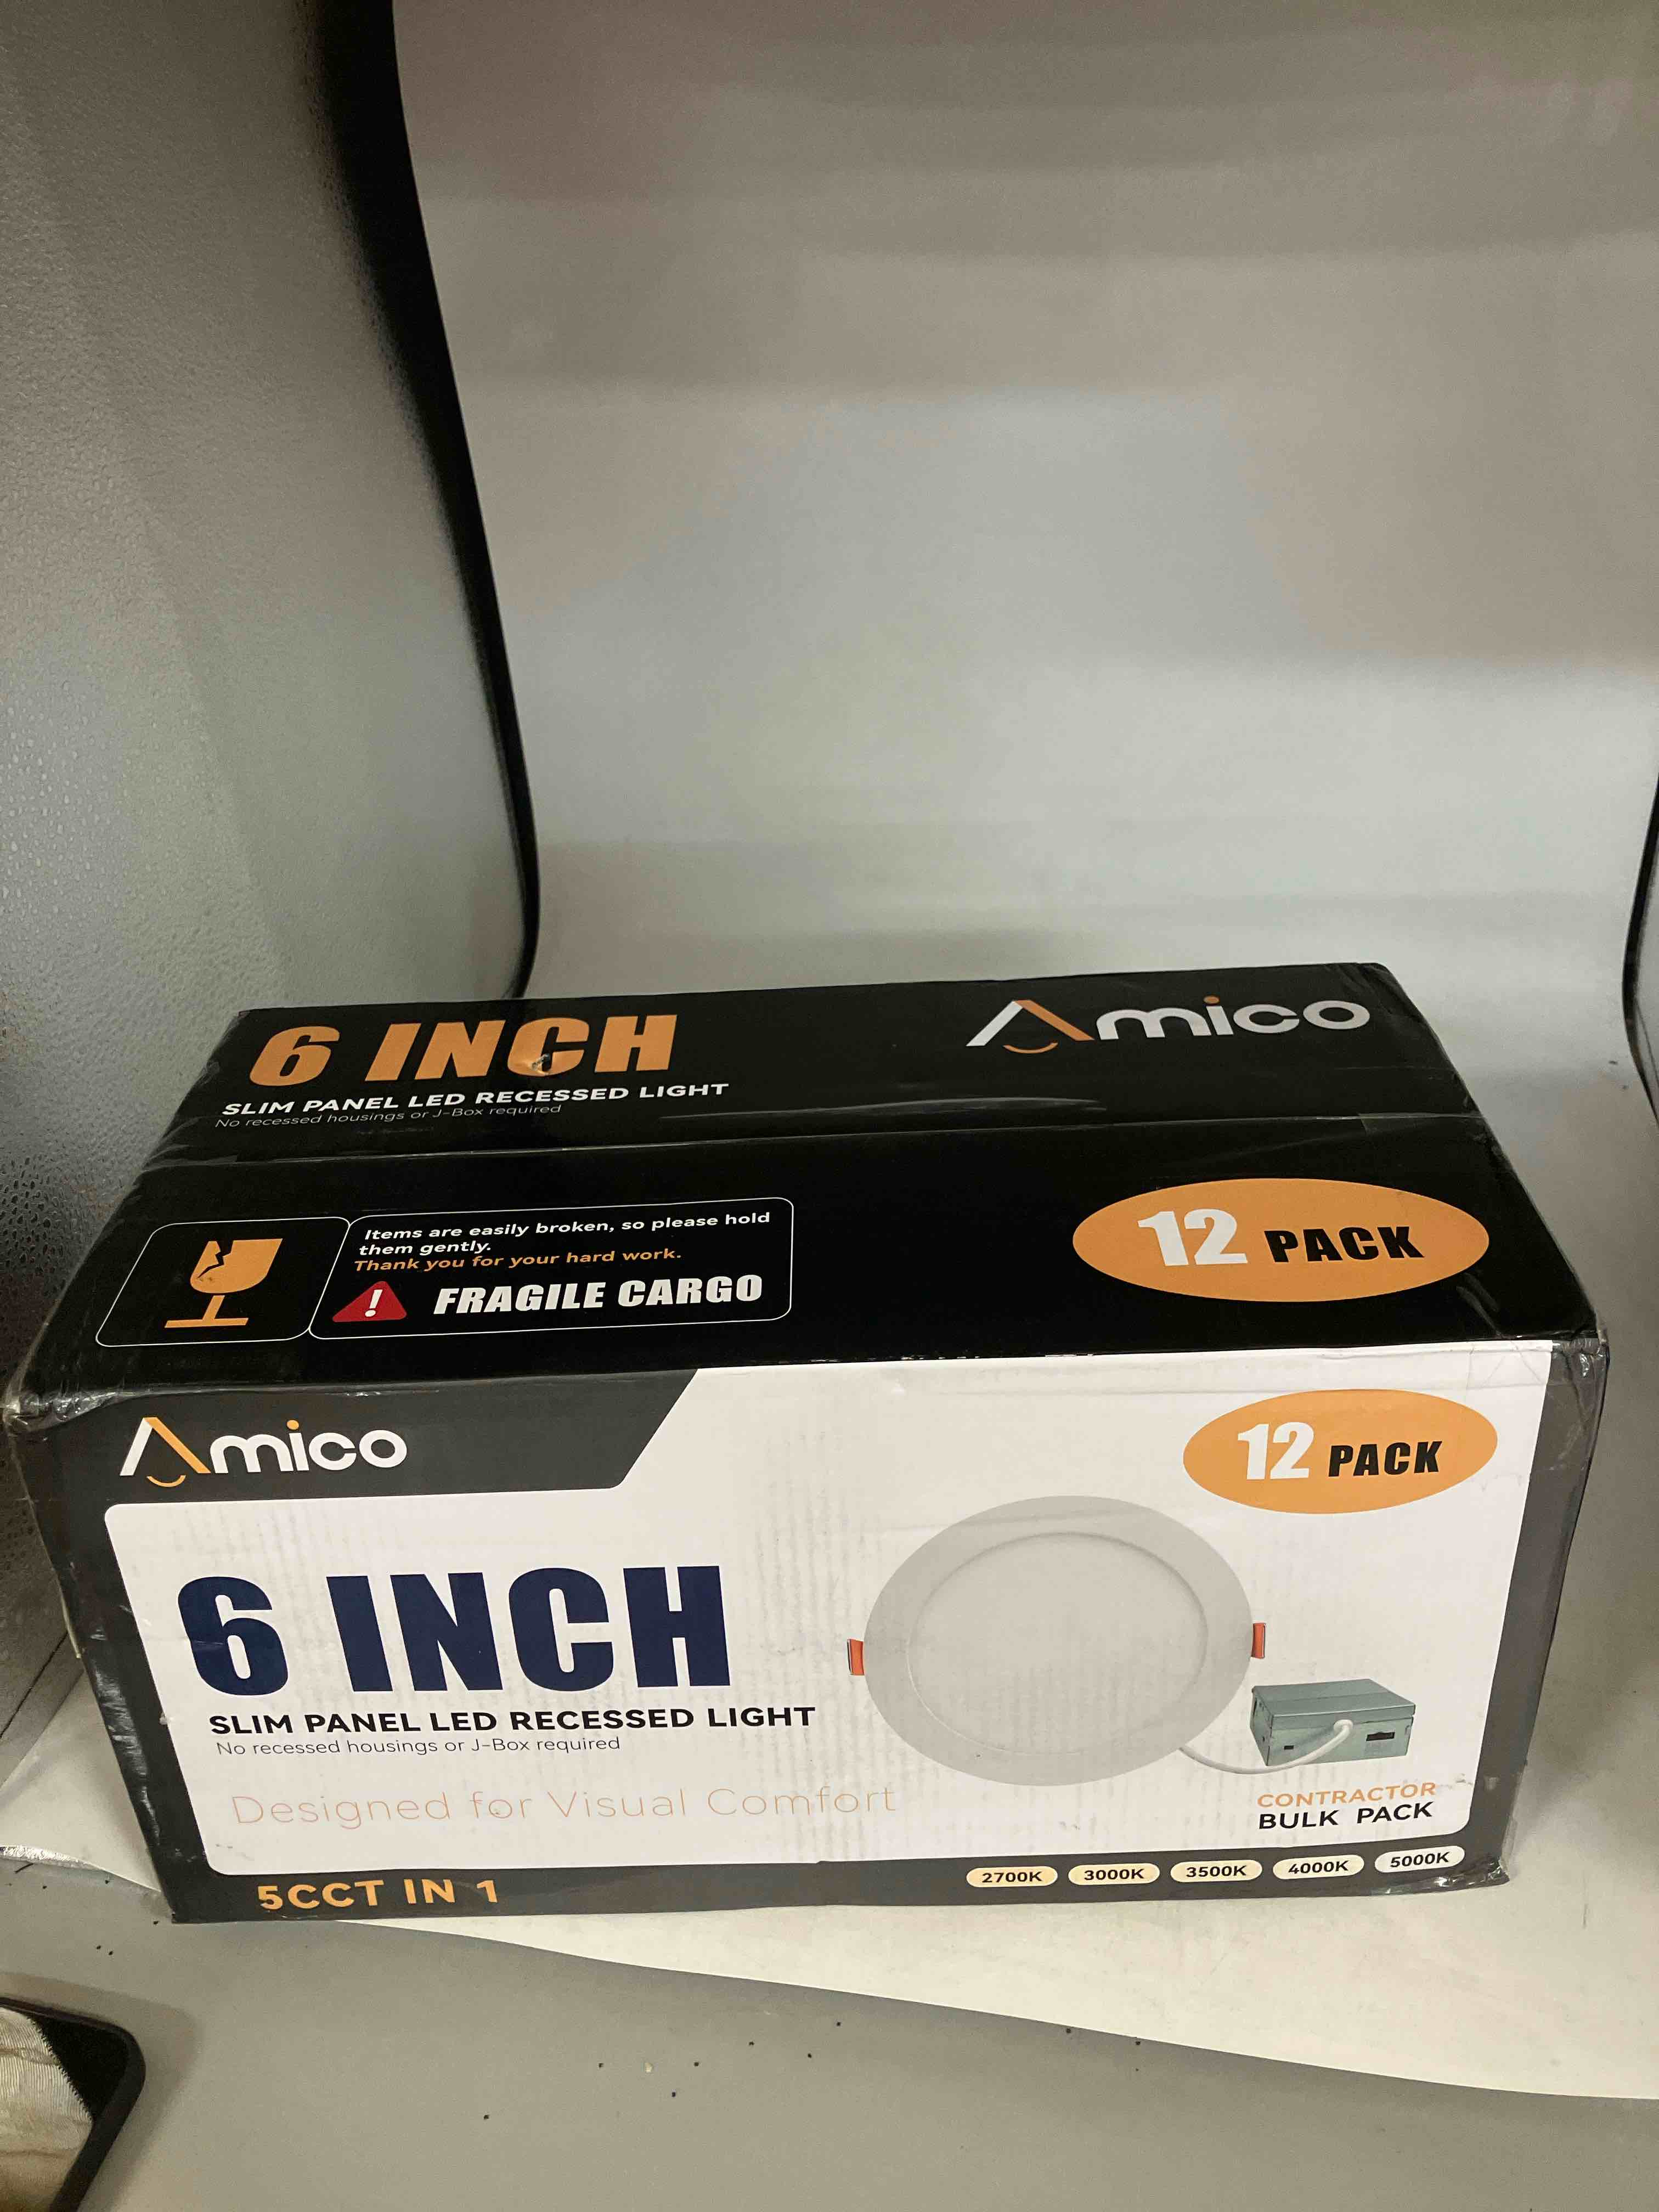 6 INCH
Amico
SLIM PANEL LED RECESSED LIGHT
No recessed housings or J-Box required
Items are easily broken, so please hold
them gently.
Thank you for your hard work.
FRAGILE CARGO
12 PACK
Amico
12 PACK
6 INCH
SLIM PANEL LED RECESSED LIGHT
No recessed housings or J-Box required
Designed for Visual Comfort
CONTRACTOR
BULK PACK
5CCT IN 1
2700K 3000K 3500K 4000K 5000K